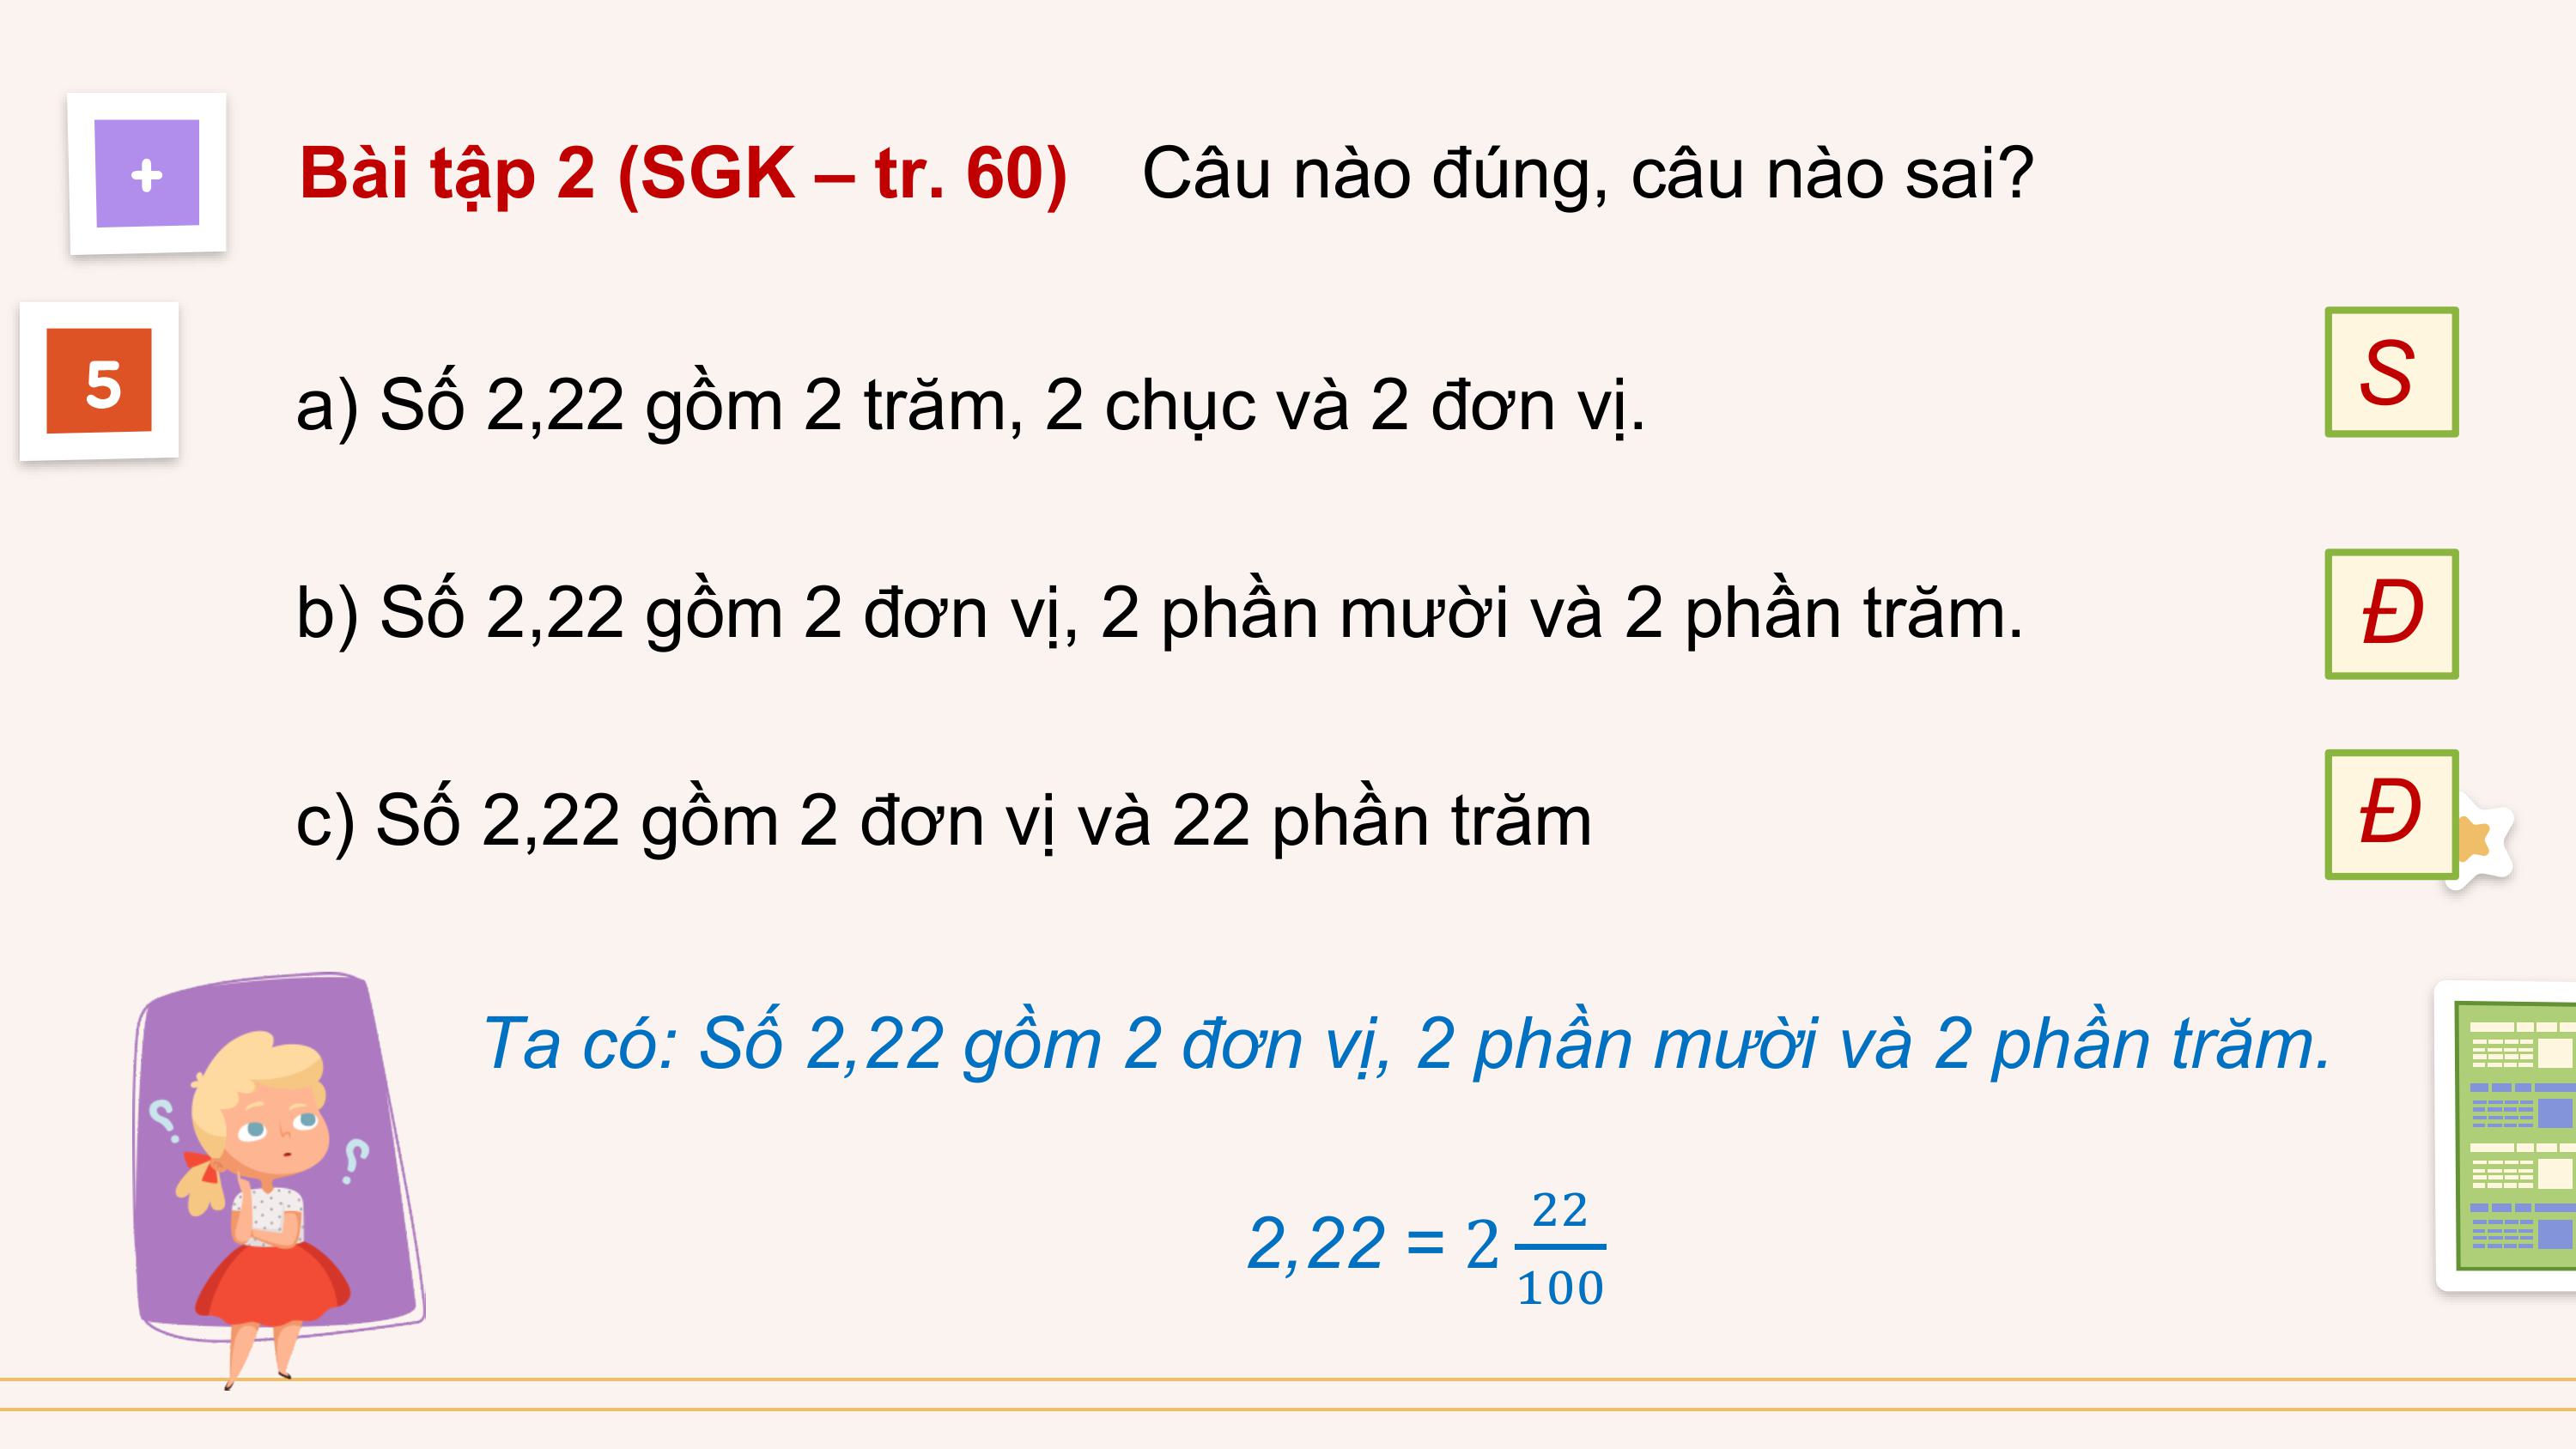 +
Bài tập 2 (SGK – tr. 60) Câu nào đúng, câu nào sai?
5
a) Số 2,22 gồm 2 trăm, 2 chục và 2 đơn vị.
S
b) Số 2,22 gồm 2 đơn vị, 2 phần mười và 2 phần trăm.
Đ
c) Số 2,22 gồm 2 đơn vị và 22 phần trăm
Đ
? ?
Ta có: Số 2,22 gồm 2 đơn vị, 2 phần mười và 2 phần trăm.
2,22 = 2 22/100